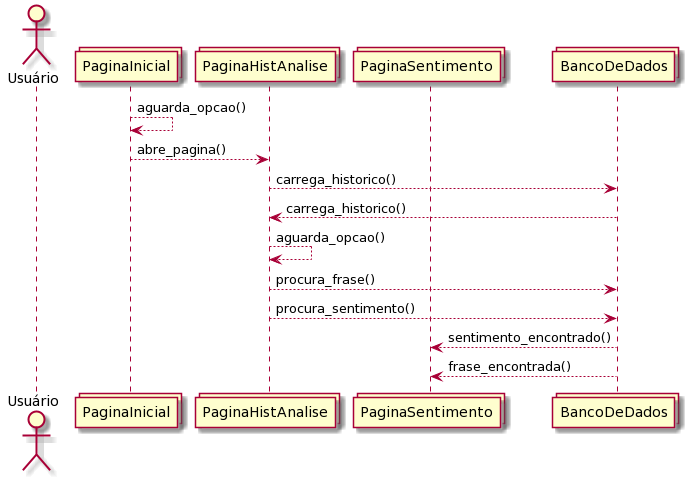 Usuário
PaginaInicial
PaginaHistAnalise
PaginaSentimento
BancoDeDados
aguarda_opcao()
abre_pagina()
carrega_historico()
carrega_historico()
aguarda_opcao()
procura_frase()
procura_sentimento()
sentimento_encontrado()
frase_encontrada()
Usuário
PaginaInicial
PaginaHistAnalise
PaginaSentimento
BancoDeDados